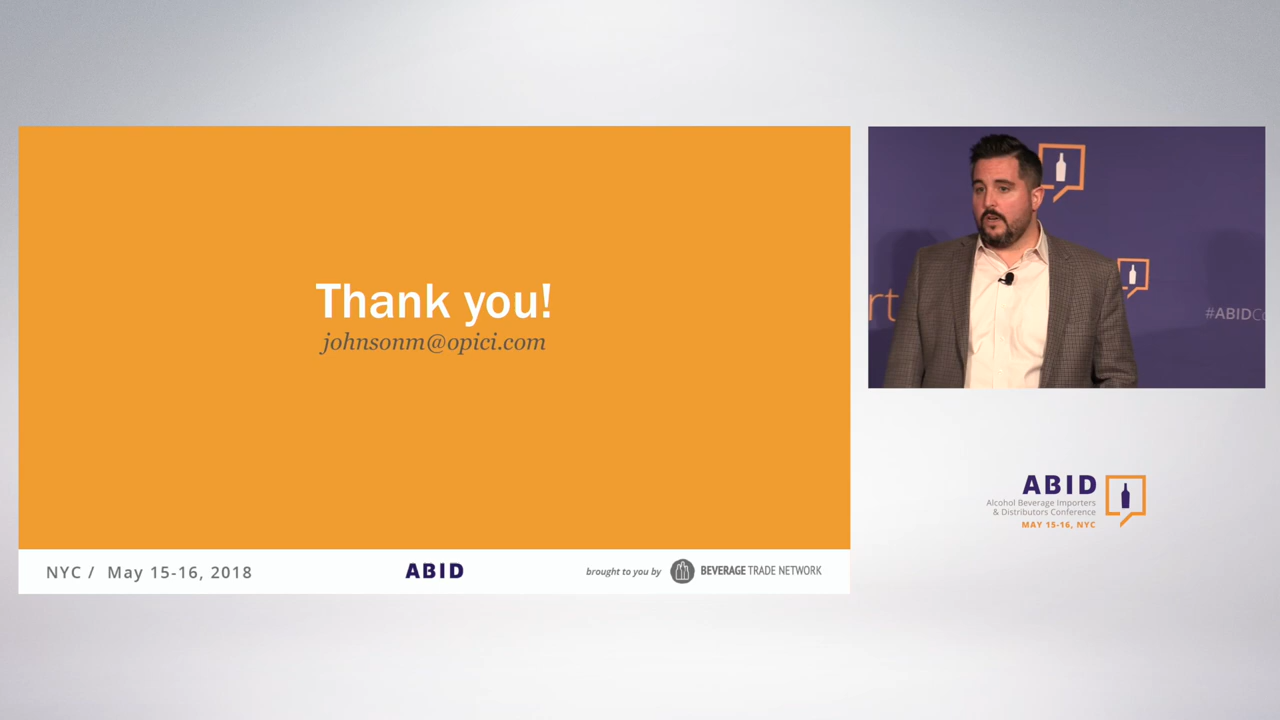 Thank you!
johnsonm@opici.com
NYC / May 15-16, 2018
ABID
brought to you by
BEVERAGE TRADE NETWORK
#ABIDCo
ABID
Alcohol Beverage Importers
& Distributors Conference
MAY 15-16, NYC